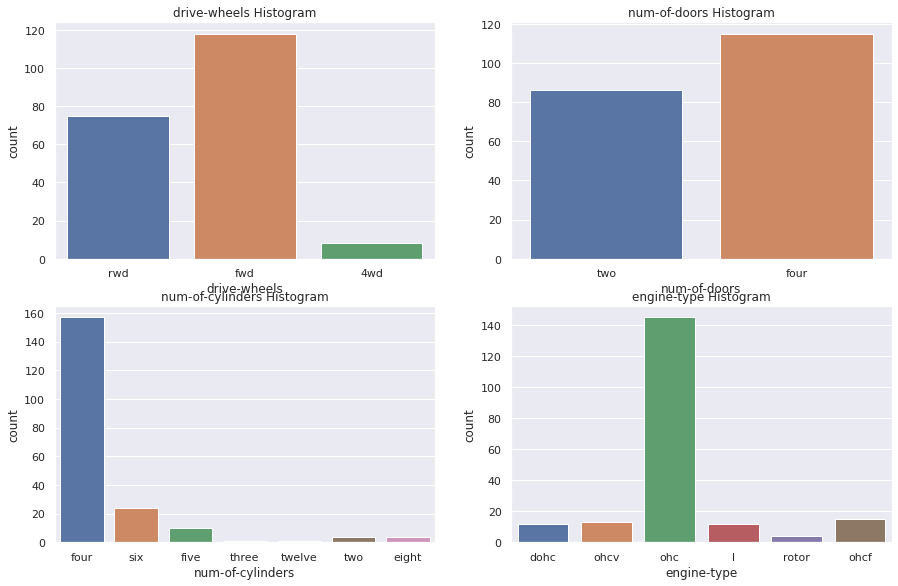 drive-wheels Histogram
120
100
80
60
40
20
0
count
rwd fwd 4wd
drive-wheels
num-of-doors Histogram
120
100
80
60
40
20
0
count
two four
num-of-doors
num-of-cylinders Histogram
160
140
120
100
80
60
40
20
0
count
four six five three twelve two eight
num-of-cylinders
engine-type Histogram
140
120
100
80
60
40
20
0
count
dohc ohcv ohc l rotor ohcf
engine-type